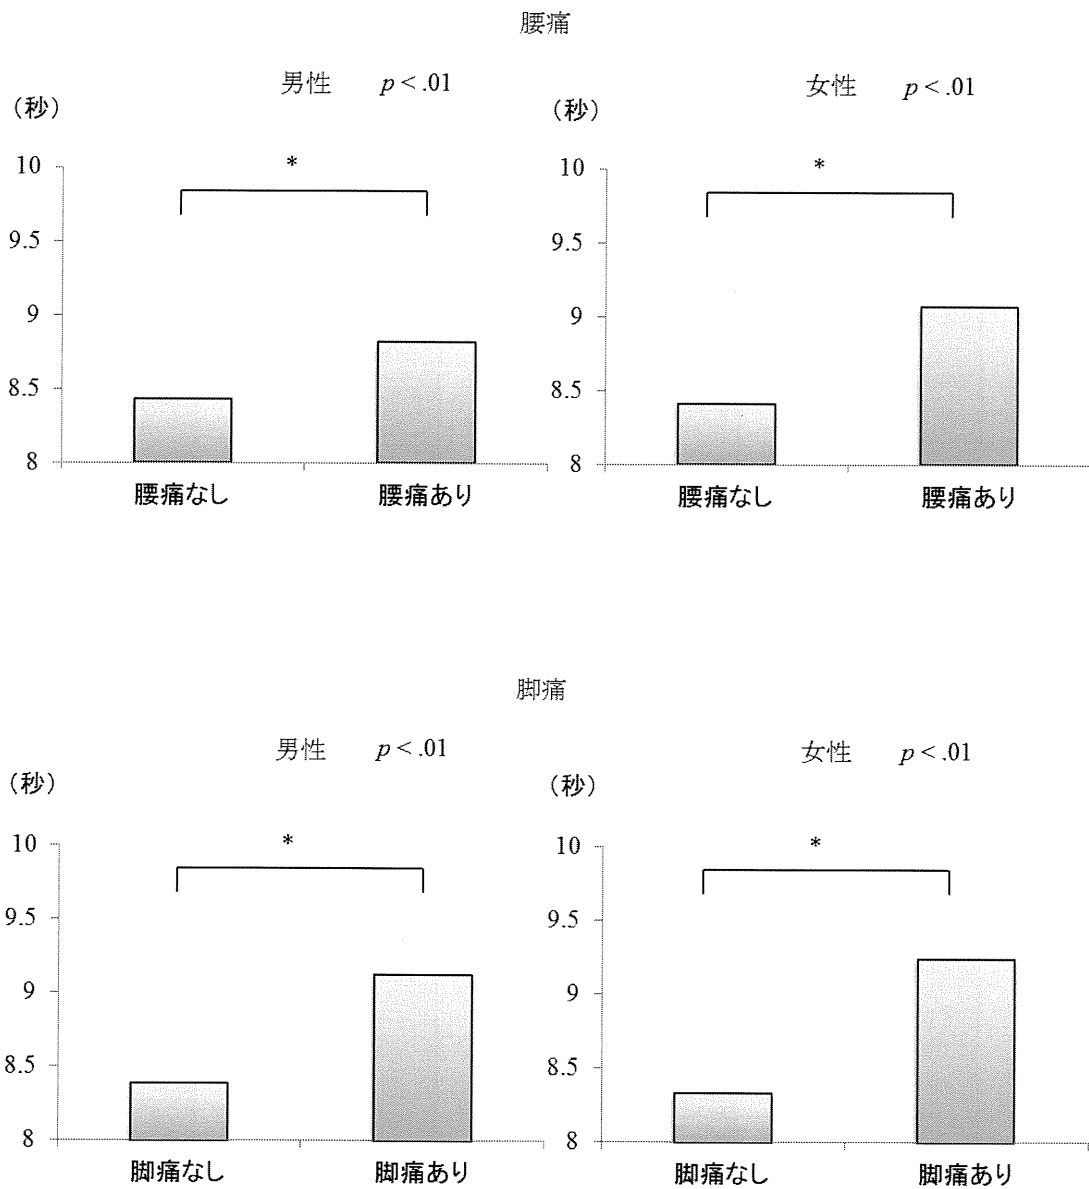 腰痛
男性 p < .01
(秒)
*
10
9.5
9
8.5
8
腰痛なし 腰痛あり
女性 p < .01
(秒)
*
10
9.5
9
8.5
8
腰痛なし 腰痛あり
脚痛
男性 p < .01
(秒)
*
10
9.5
9
8.5
8
脚痛なし 脚痛あり
女性 p < .01
(秒)
*
10
9.5
9
8.5
8
脚痛なし 脚痛あり